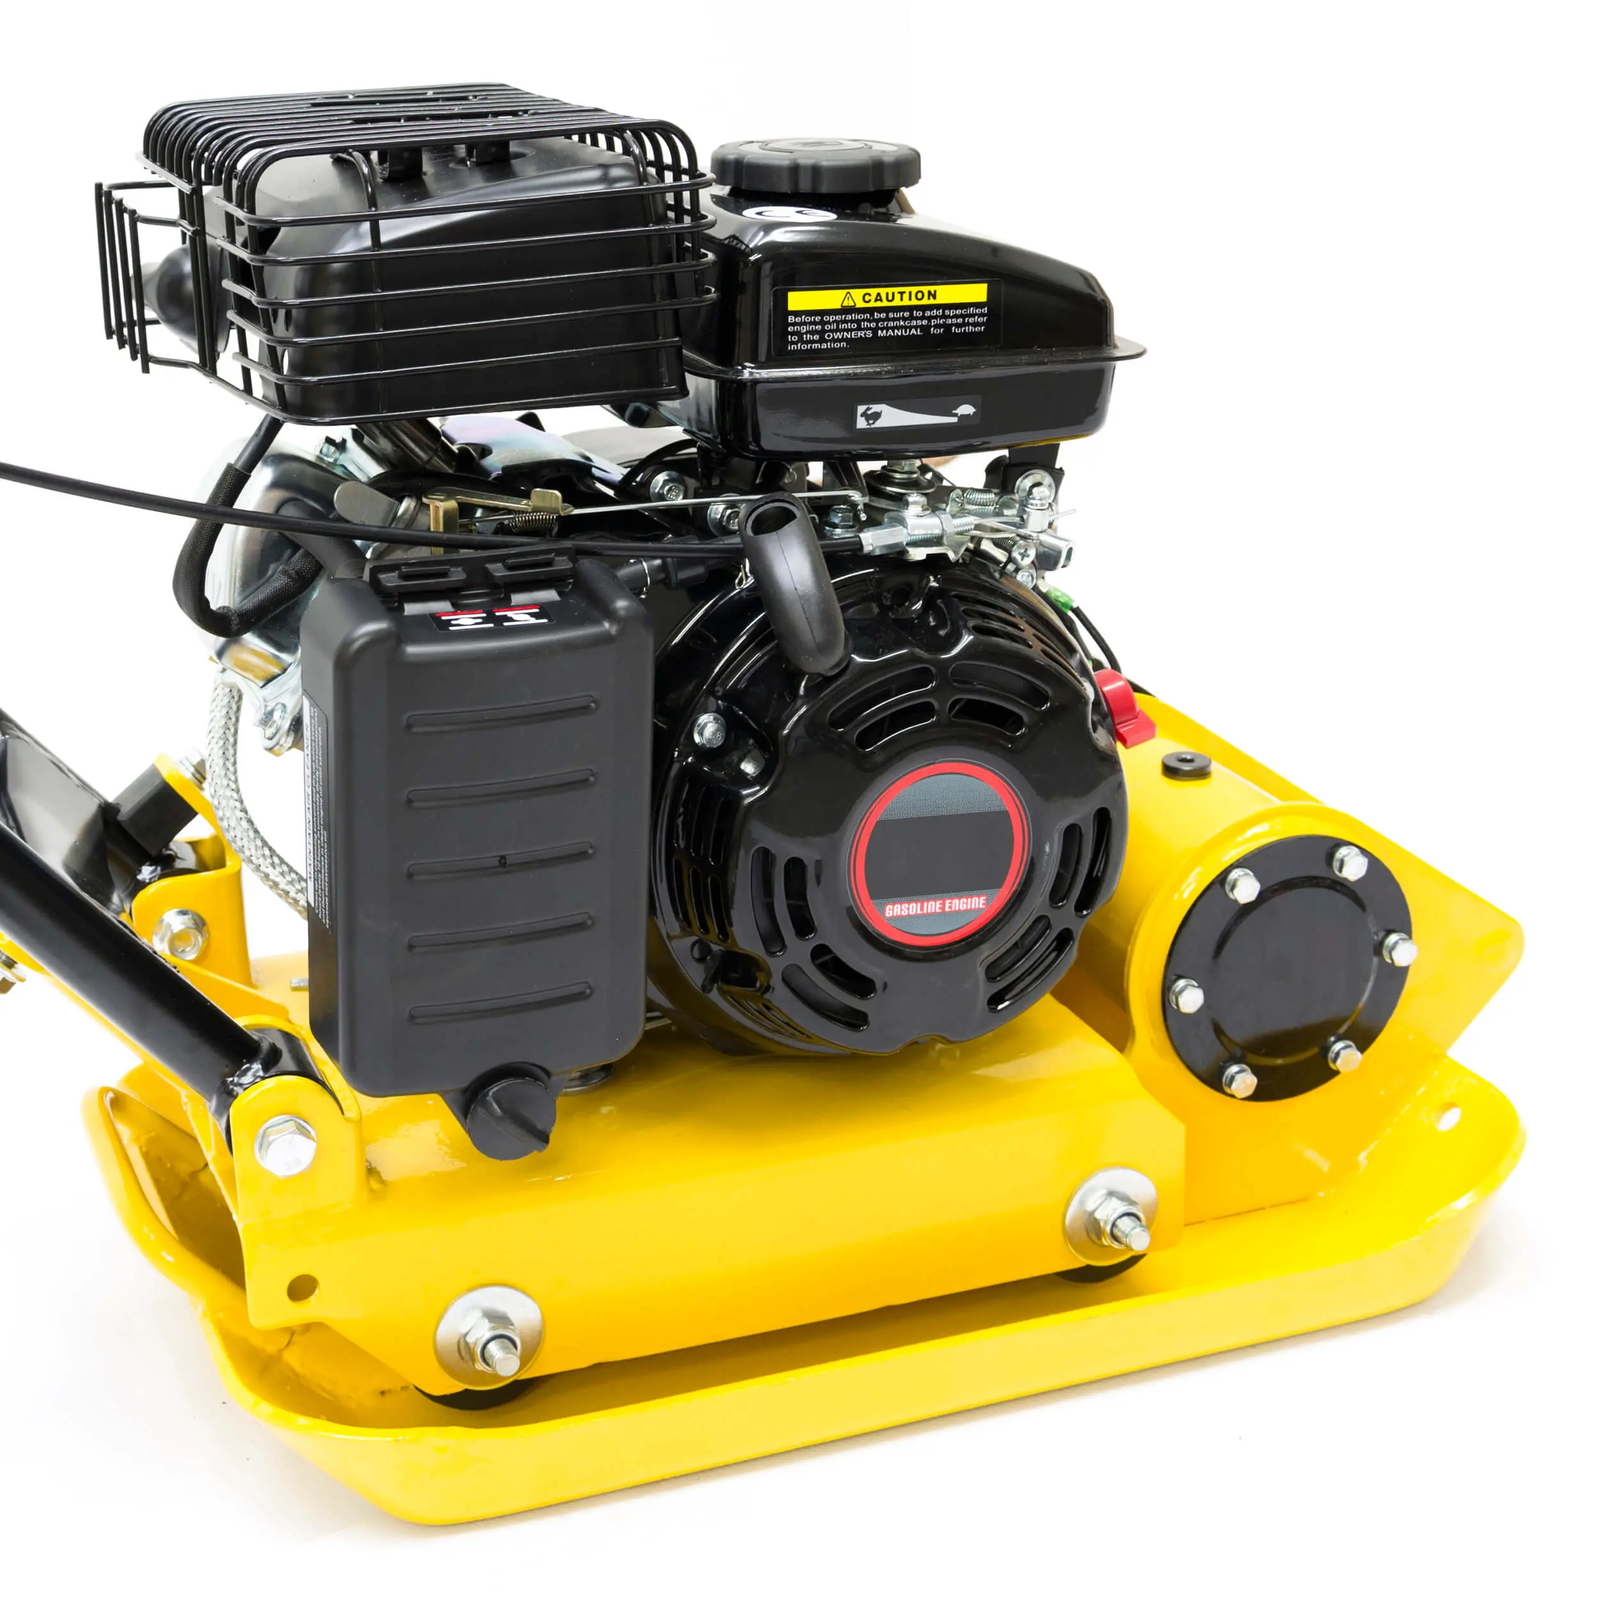 CAUTION
Before operation, be sure to add specified
engine oil into the crankcase.please refer
to the OWNER'S MANUAL for further
information.
GASOLINE ENGINE